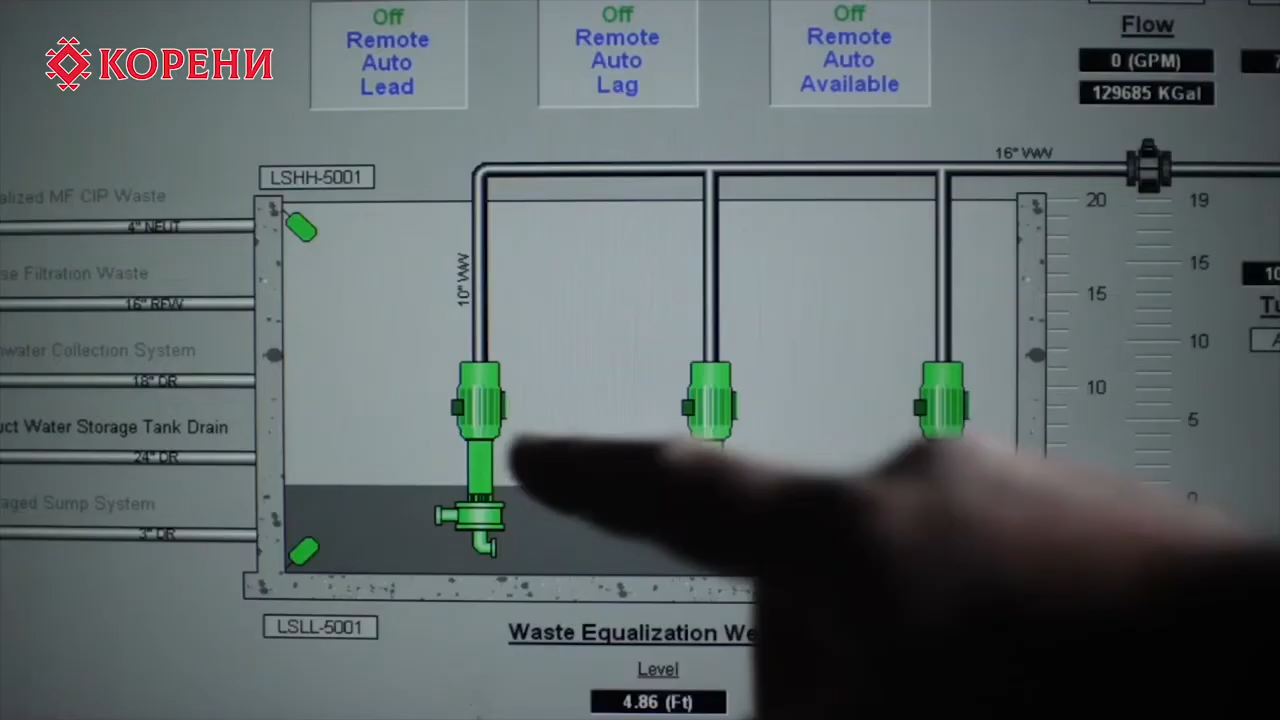 КОРЕНИ
Off
Remote
Auto
Lead
Off
Remote
Auto
Lag
Off
Remote
Auto
Available
Flow
0 (GPM)
129685 KGal
LSHH-5001
16" WW
10" WW
MF CIP Waste
4" NEUT
Filtration Waste
16" RFW
Collection System
18" DR
Water Storage Tank Drain
24" DR
Sump System
3" DR
20
15
10
19
15
10
5
0
LSLL-5001
Waste Equalization We
Level
4.86 (Ft)